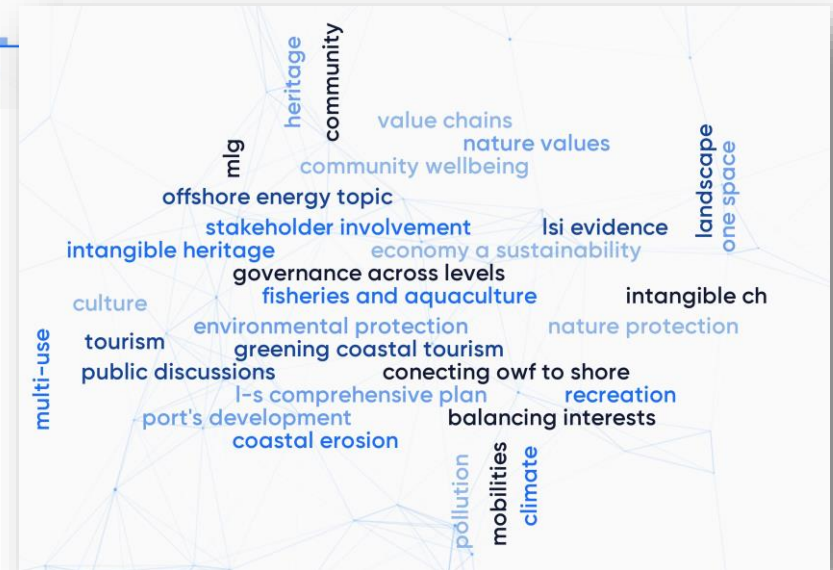 heritage
community
value chains
mlg
nature values
landscape
one space
community wellbeing
offshore energy topic
stakeholder involvement
lsi evidence
intangible heritage
economy a sustainability
governance across levels
culture
fisheries and aquaculture
intangible ch
environmental protection
nature protection
multi-use
tourism
greening coastal tourism
public discussions
conecting owf to shore
l-s comprehensive plan
recreation
port's development
balancing interests
coastal erosion
pollution
mobilities
climate